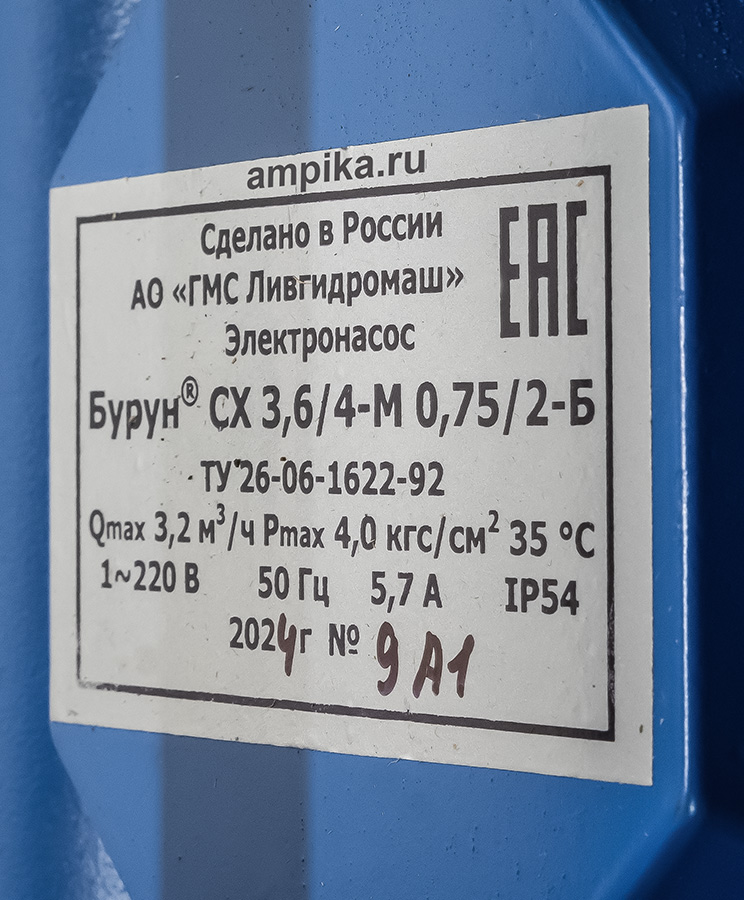 ampika.ru
Сделано в России
EAC
АО «ГМС Ливгидромаш»
Электронасос
Бурун® СХ 3,6/4-М 0,75/2-Б
ТУ 26-06-1622-92
Qmax 3,2 м³/ч Pmax 4,0 кгс/см² 35 °С
1~220 В 50 Гц 5,7 А IP54
2024г № 9А1